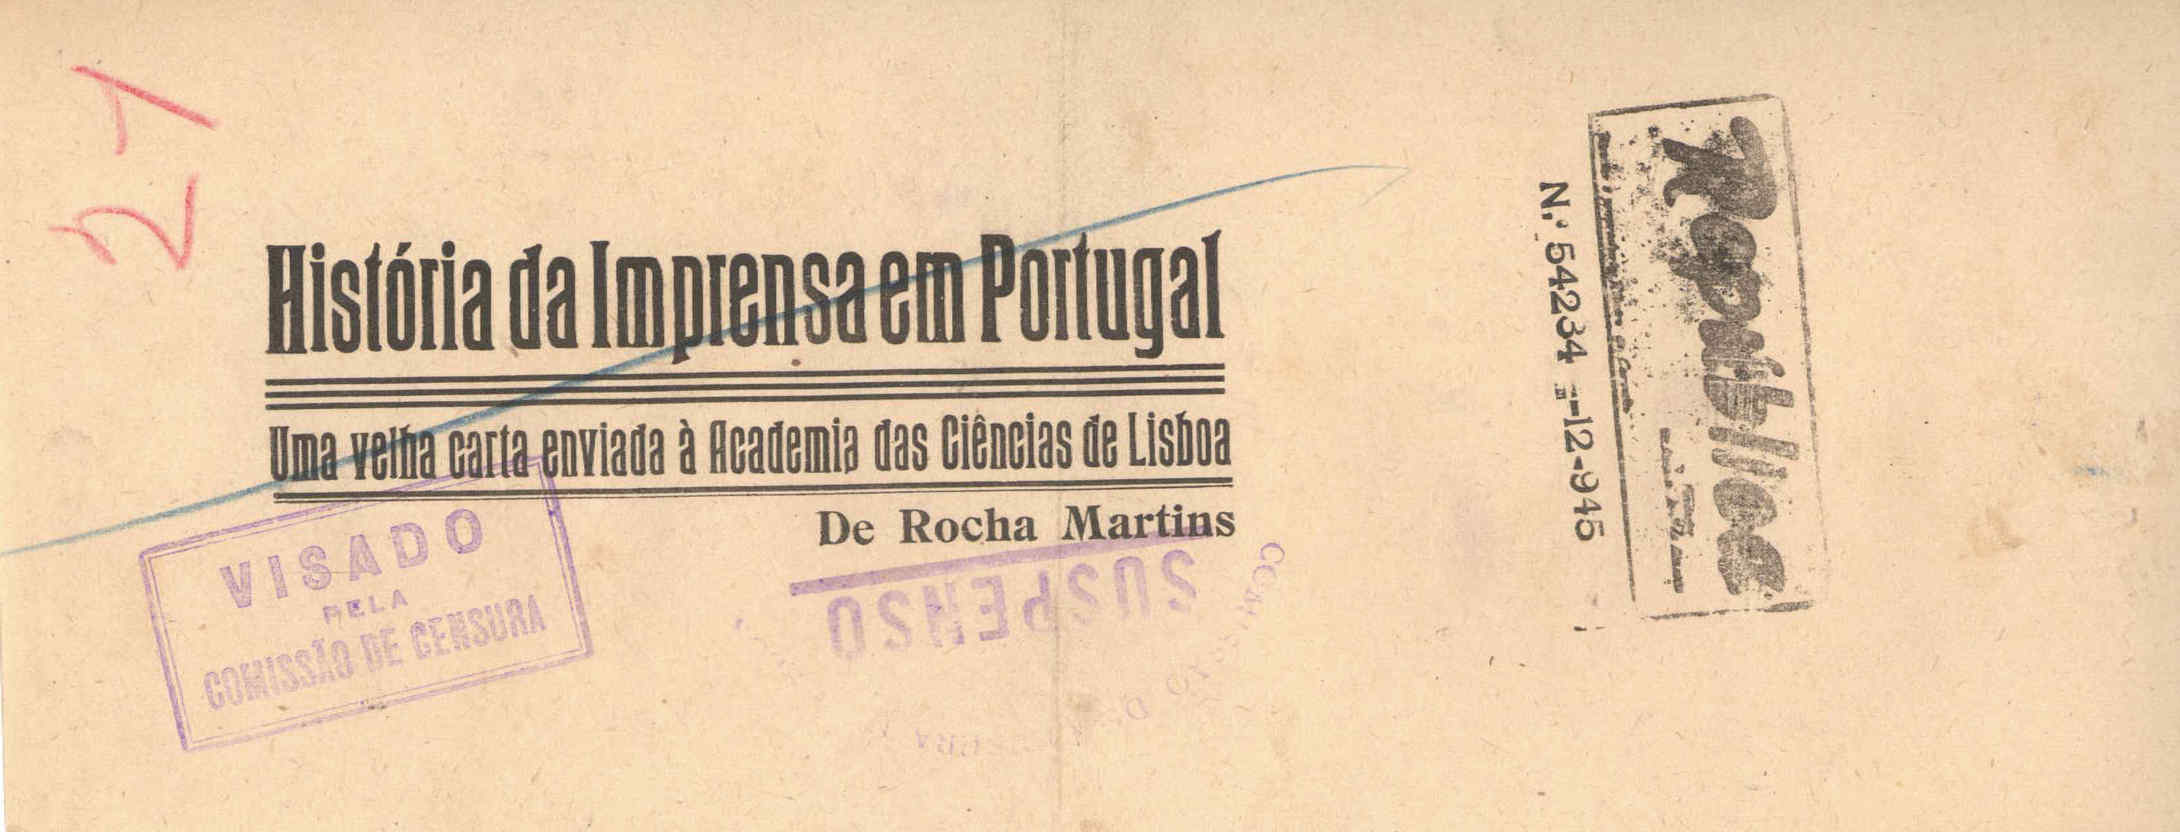 21
História da Imprensa em Portugal
Uma velha carta enviada à Academia das Ciências de Lisboa
De Rocha Martins
VISADO
PELA
COMISSÃO DE CENSURA
SUSPENSO
República
N.º 54234 -12-945